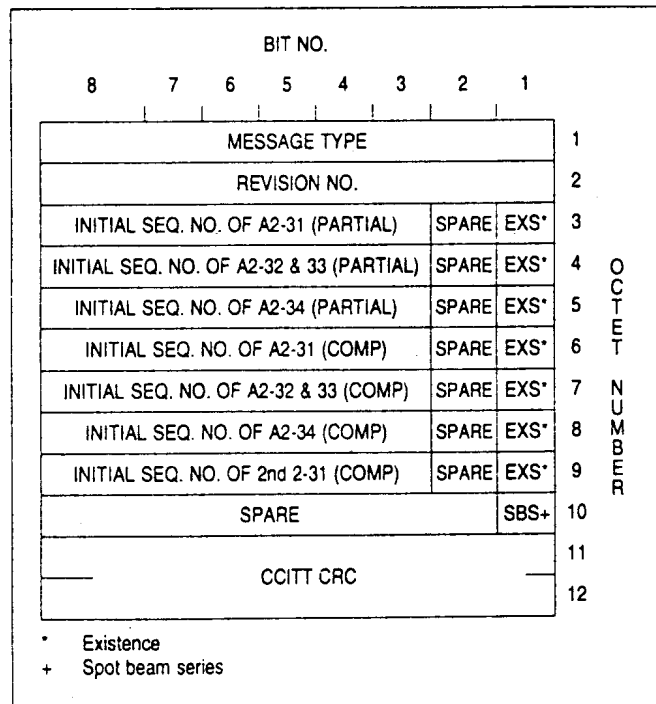 BIT NO.
8 7 6 5 4 3 2 1
MESSAGE TYPE 1
REVISION NO. 2
INITIAL SEQ. NO. OF A2-31 (PARTIAL) SPARE EXS* 3
INITIAL SEQ. NO. OF A2-32 & 33 (PARTIAL) SPARE EXS* 4
INITIAL SEQ. NO. OF A2-34 (PARTIAL) SPARE EXS* 5
INITIAL SEQ. NO. OF A2-31 (COMP) SPARE EXS* 6
INITIAL SEQ. NO. OF A2-32 & 33 (COMP) SPARE EXS* 7
INITIAL SEQ. NO. OF A2-34 (COMP) SPARE EXS* 8
INITIAL SEQ. NO. OF 2nd 2-31 (COMP) SPARE EXS* 9
SPARE SBS+ 10
11
CCITT CRC
12
OCTET NUMBER
* Existence
+ Spot beam series